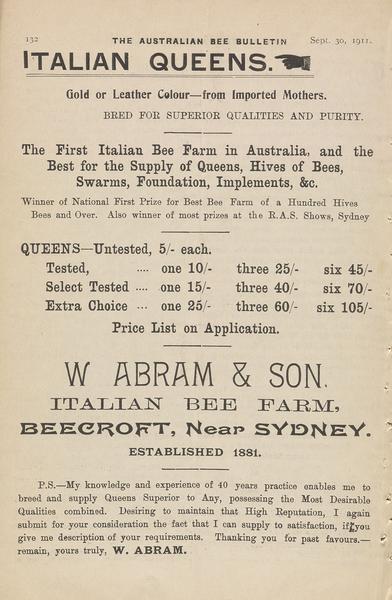 132 THE AUSTRALIAN BEE BULLETIN Sept. 30, 1911.
ITALIAN QUEENS.
Gold or Leather Colour—from Imported Mothers.
BRED FOR SUPERIOR QUALITIES AND PURITY.
The First Italian Bee Farm in Australia, and the
Best for the Supply of Queens, Hives of Bees,
Swarms, Foundation, Implements, &c.
Winner of National First Prize for Best Bee Farm of a Hundred Hives
Bees and Over. Also winner of most prizes at the R.A.S. Shows, Sydney
QUEENS—Untested, 5/- each.
Tested, .... one 10/- three 25/- six 45/-
Select Tested .... one 15/- three 40/- six 70/-
Extra Choice ... one 25/- three 60/- six 105/-
Price List on Application.
W ABRAM & SON.
ITALIAN BEE FARM,
BEECROFT, Near SYDNEY.
ESTABLISHED 1881.
P.S.—My knowledge and experience of 40 years practice enables me to
breed and supply Queens Superior to Any, possessing the Most Desirable
Qualities combined. Desiring to maintain that High Reputation, I again
submit for your consideration the fact that I can supply to satisfaction, if you
give me description of your requirements. Thanking you for past favours.—
remain, yours truly, W. ABRAM.